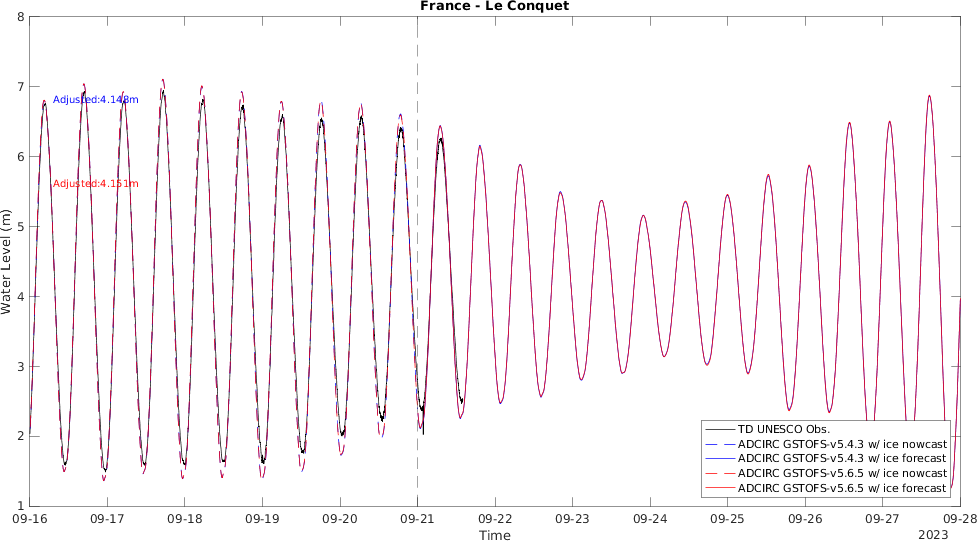 France - Le Conquet
8
7
6
5
4
3
2
1
Water Level (m)
Adjusted:4.148m
Adjusted:4.151m
TD UNESCO Obs.
ADCIRC GSTOFS-v5.4.3 w/ ice nowcast
ADCIRC GSTOFS-v5.4.3 w/ ice forecast
ADCIRC GSTOFS-v5.6.5 w/ ice nowcast
ADCIRC GSTOFS-v5.6.5 w/ ice forecast
09-16 09-17 09-18 09-19 09-20 09-21 09-22 09-23 09-24 09-25 09-26 09-27 09-28
Time
2023